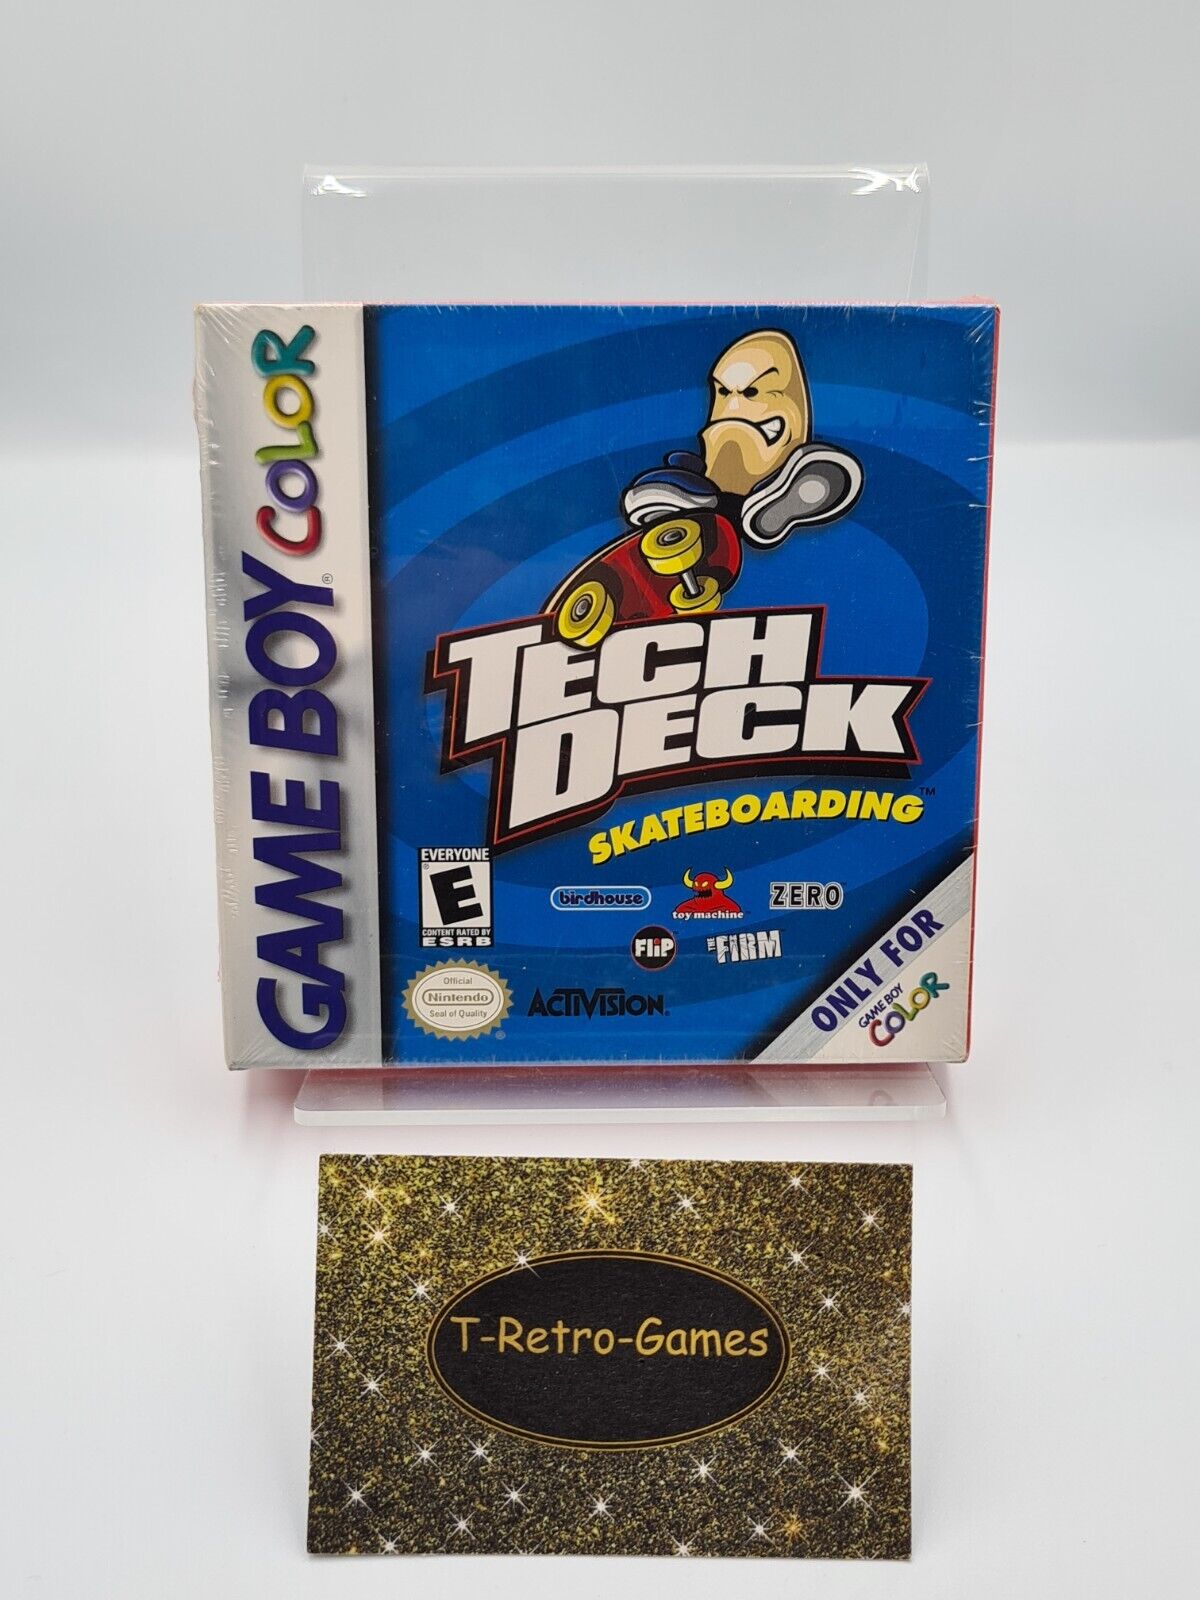 GAME BOY COLOR®
TECH
DECK
SKATEBOARDING™
EVERYONE
E
CONTENT RATED BY
ESRB
birdhouse
toy machine
ZERO
FLiP
THE FIRM
Official
Nintendo
Seal of Quality
®
ACTIVISION.
ONLY FOR
GAME BOY
COLOR
T-Retro-Games